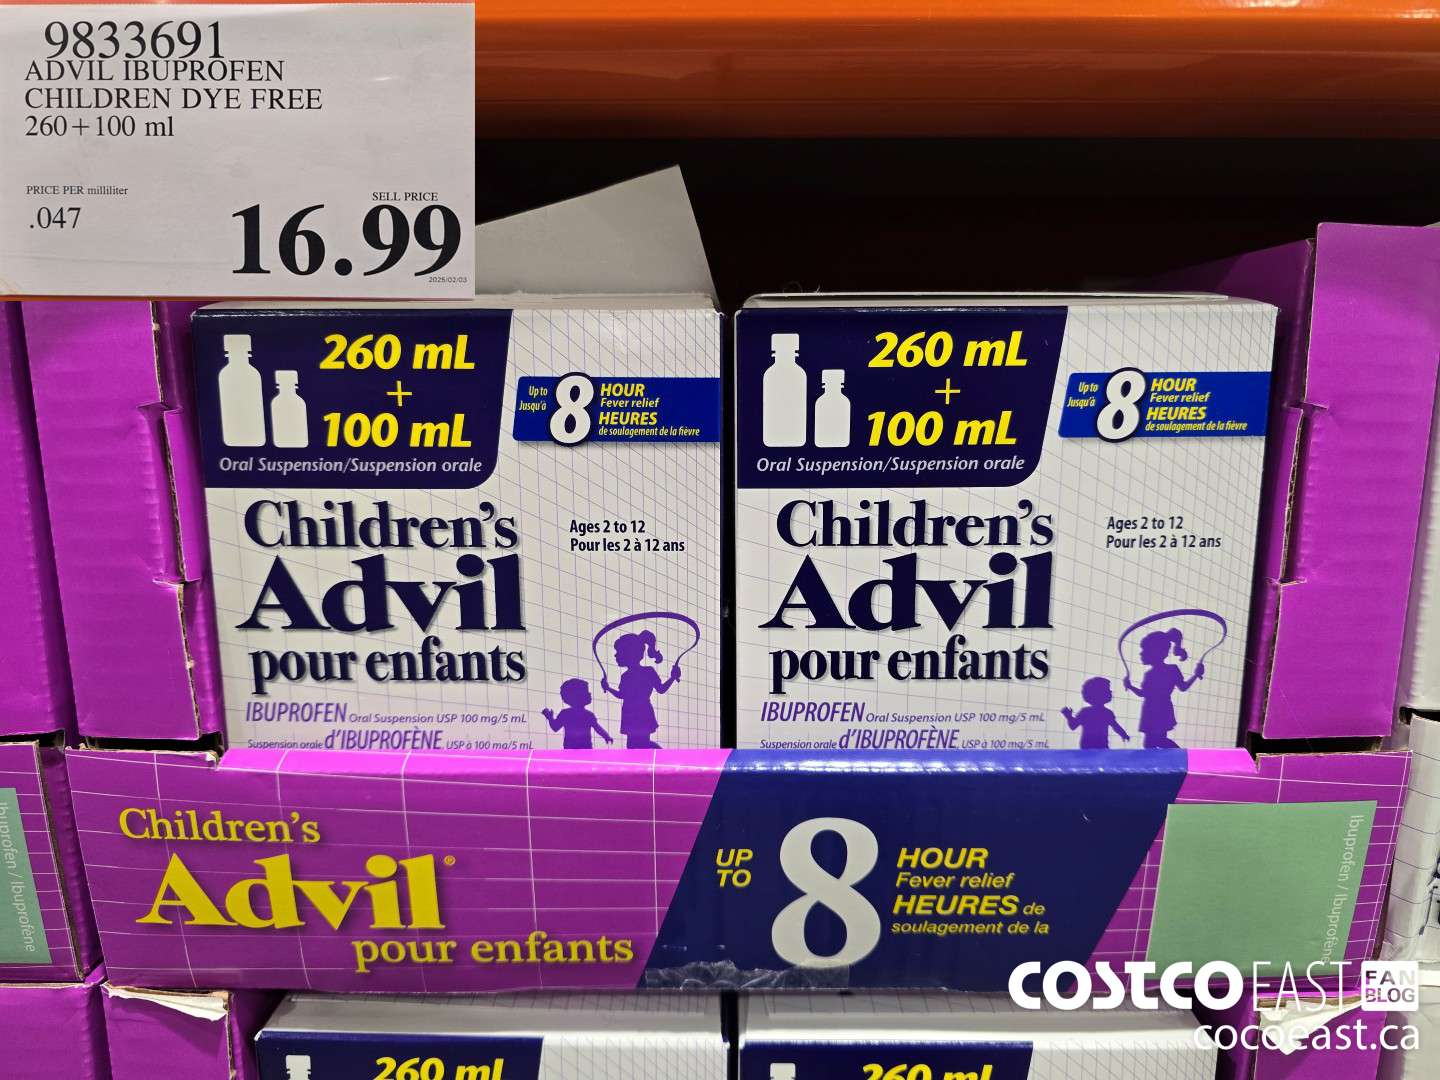 9833691
ADVIL IBUPROFEN
CHILDREN DYE FREE
260+100 ml
PRICE PER milliliter
.047
SELL PRICE
16.99
2025/02/03
260 mL
+
100 mL
Oral Suspension/Suspension orale
Up to
Jusqu'à
8
HOUR
Fever relief
HEURES
de soulagement de la fièvre
Children's
Advil
pour enfants
Ages 2 to 12
Pour les 2 à 12 ans
IBUPROFEN Oral Suspension USP 100 mg/5 mL
Suspension orale d'IBUPROFÈNE, USP à 100 mg/5 mL
260 mL
+
100 mL
Oral Suspension/Suspension orale
Up to
Jusqu'à
8
HOUR
Fever relief
HEURES
de soulagement de la fièvre
Children's
Advil
pour enfants
Ages 2 to 12
Pour les 2 à 12 ans
IBUPROFEN Oral Suspension USP 100 mg/5 mL
Suspension orale d'IBUPROFÈNE, USP à 100 mg/5 mL
Ibuprofen / Ibuprofène
Children's
Advil®
pour enfants
UP
TO
8
HOUR
Fever relief
HEURES de
soulagement de la
Ibuprofen / Ibuprofène
260 mL
260 mL
COSTCO EAST FAN
BLOG
cocoeast.ca